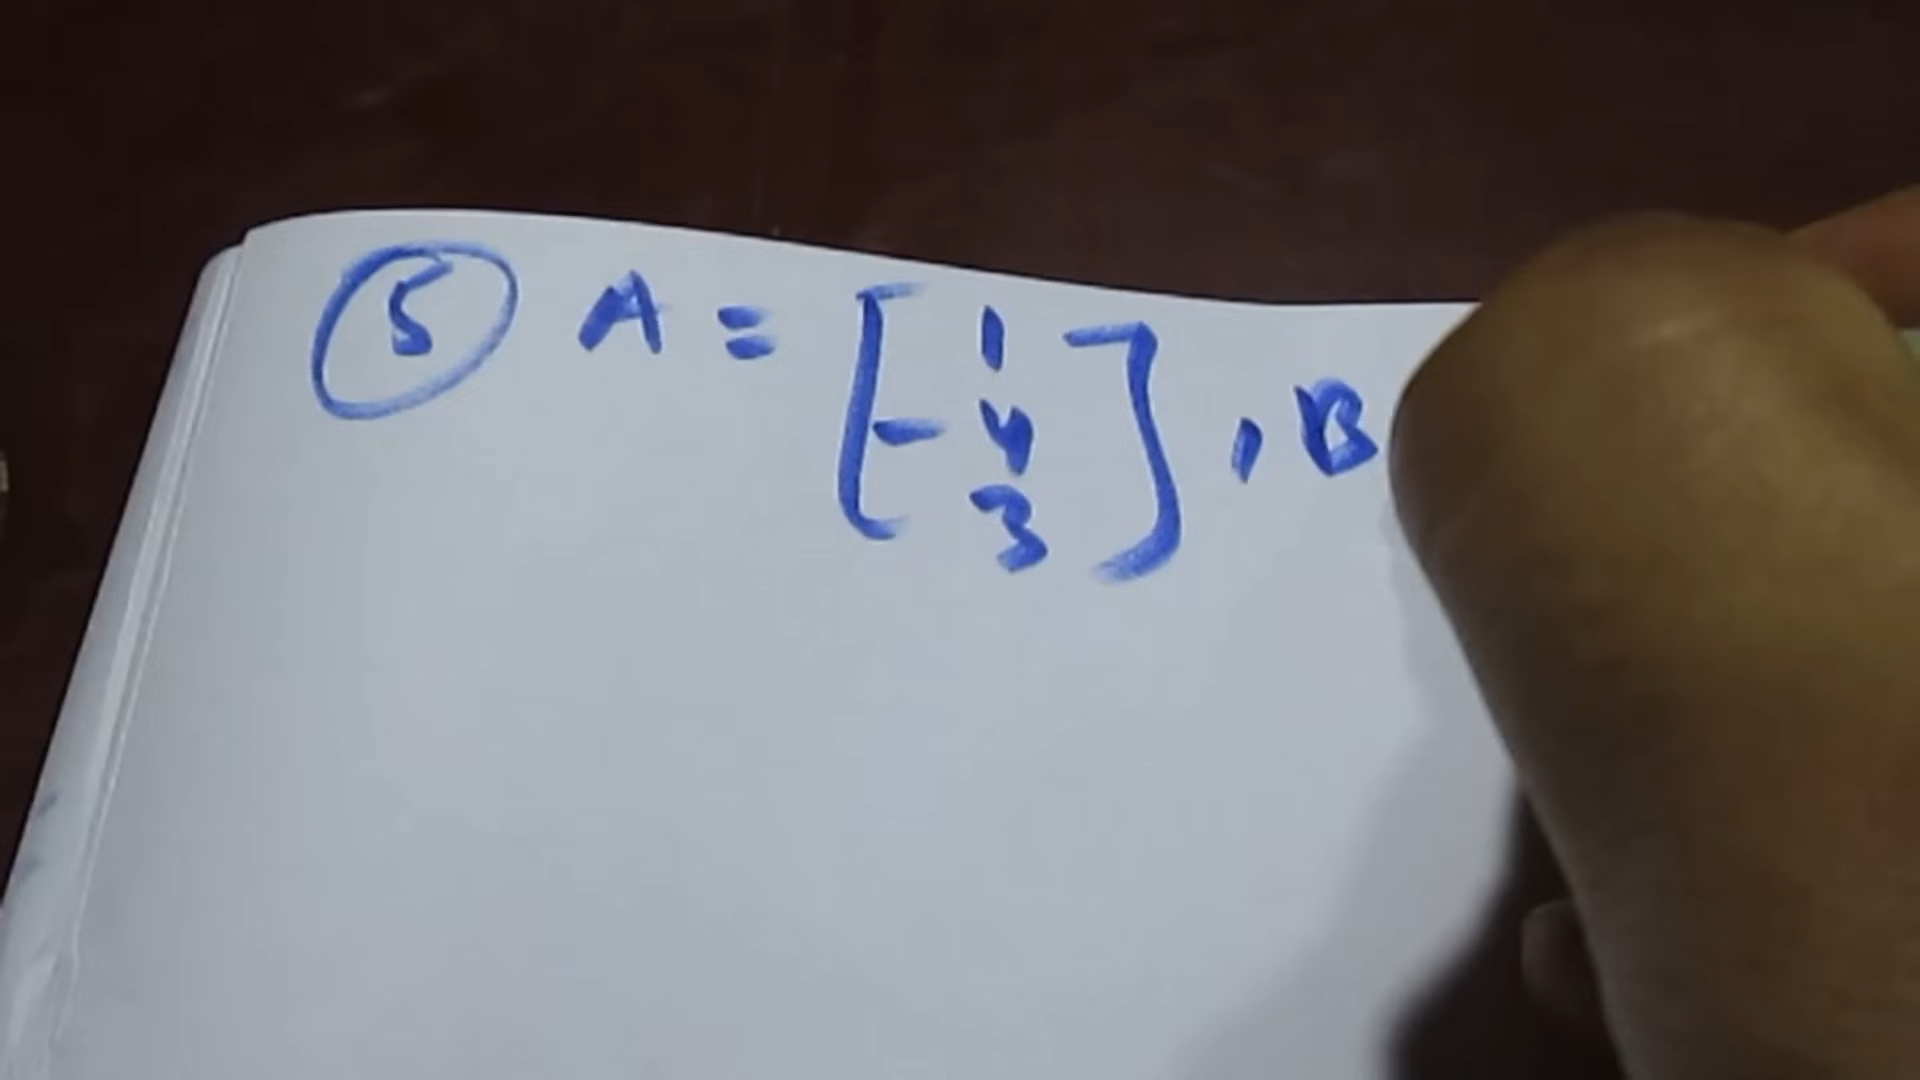 ⑤ A = [ 1 ] , B
-4
3